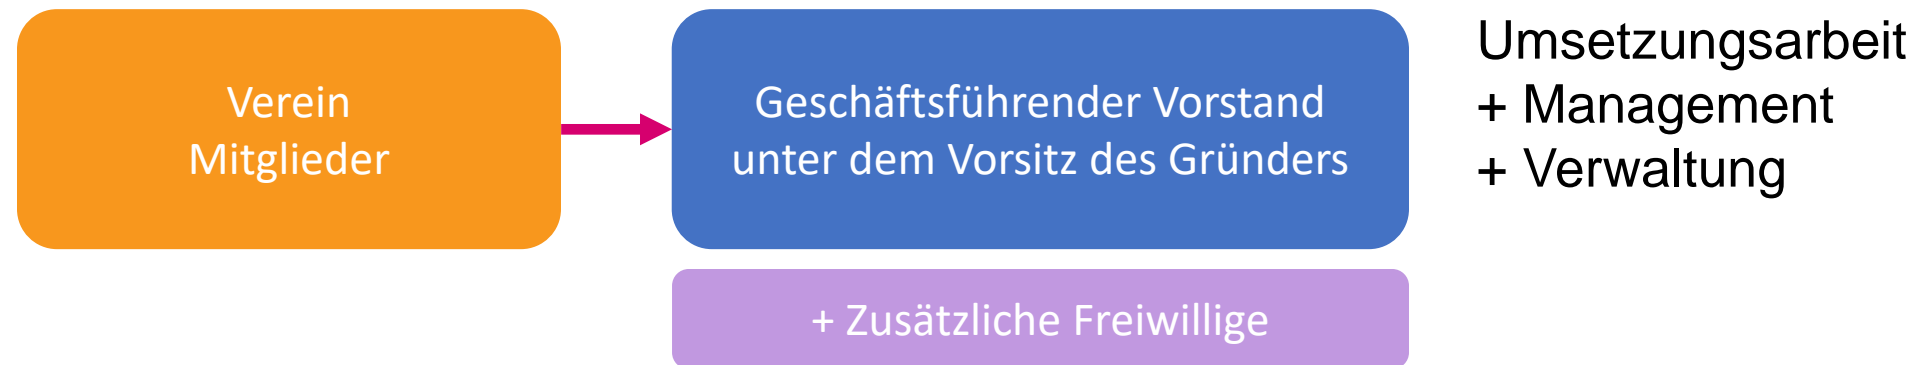 Verein
Mitglieder
Geschäftsführender Vorstand
unter dem Vorsitz des Gründers
Umsetzungsarbeit
+ Management
+ Verwaltung
+ Zusätzliche Freiwillige